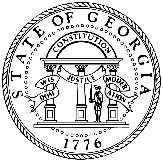 STATE OF GEORGIA
CONSTITUTION
WISDOM JUSTICE MODERATION
1776